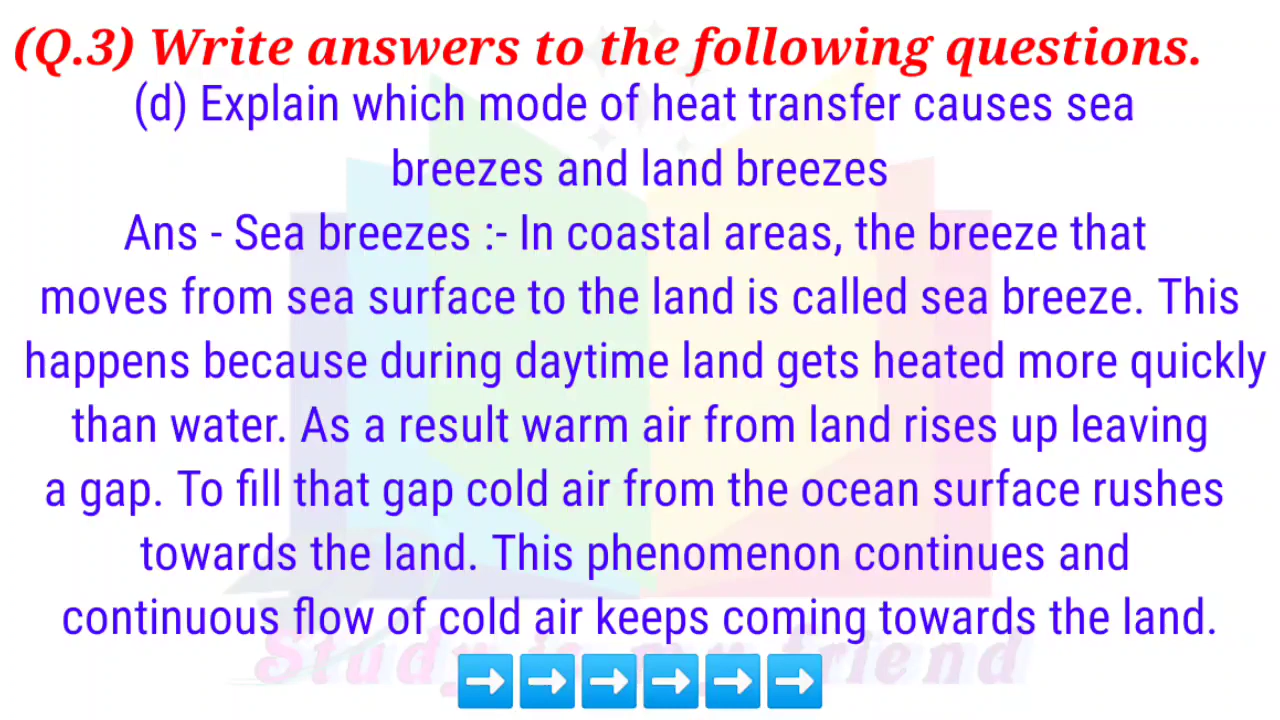 (Q.3) Write answers to the following questions.
(d) Explain which mode of heat transfer causes sea
breezes and land breezes
Ans - Sea breezes :- In coastal areas, the breeze that
moves from sea surface to the land is called sea breeze. This
happens because during daytime land gets heated more quickly
than water. As a result warm air from land rises up leaving
a gap. To fill that gap cold air from the ocean surface rushes
towards the land. This phenomenon continues and
continuous flow of cold air keeps coming towards the land.
Study is my friend